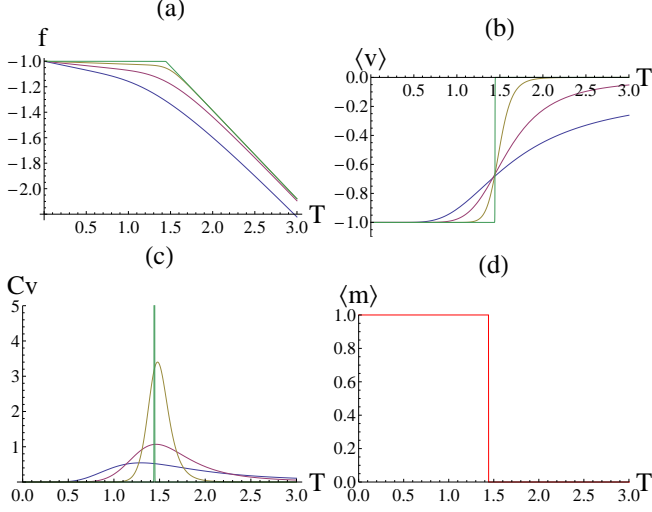 (a)
f
-1.0
-1.2
-1.4
-1.6
-1.8
-2.0
0.5 1.0 1.5 2.0 2.5 3.0 T
(b)
⟨v⟩
0.0 T
0.5 1.0 1.5 2.0 2.5 3.0
-0.2
-0.4
-0.6
-0.8
-1.0
(c)
Cv
5
4
3
2
1
0
0.0 0.5 1.0 1.5 2.0 2.5 3.0 T
(d)
⟨m⟩
1.0
0.8
0.6
0.4
0.2
0.0
0.0 0.5 1.0 1.5 2.0 2.5 3.0 T